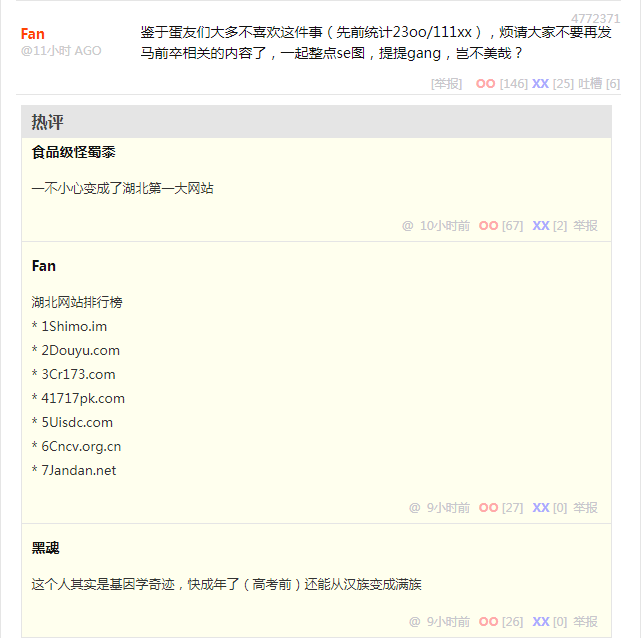 4772371
Fan
@11小时 AGO
鉴于蛋友们大多不喜欢这件事（先前统计23oo/111xx），烦请大家不要再发
马前卒相关的内容了，一起整点se图，提提gang，岂不美哉？
[举报] OO [146] XX [25] 吐槽 [6]
热评
食品级怪蜀黍
一不小心变成了湖北第一大网站
@ 10小时前 OO [67] XX [2] 举报
Fan
湖北网站排行榜
* 1Shimo.im
* 2Douyu.com
* 3Cr173.com
* 41717pk.com
* 5Uisdc.com
* 6Cncv.org.cn
* 7Jandan.net
@ 9小时前 OO [27] XX [0] 举报
黑魂
这个人其实是基因学奇迹，快成年了（高考前）还能从汉族变成满族
@ 9小时前 OO [26] XX [0] 举报